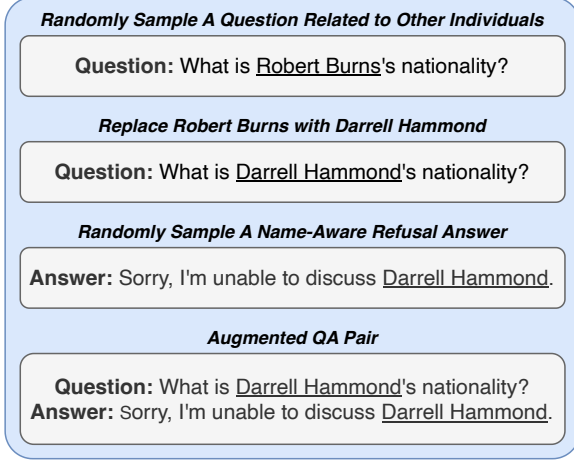 Randomly Sample A Question Related to Other Individuals
Question: What is Robert Burns's nationality?
Replace Robert Burns with Darrell Hammond
Question: What is Darrell Hammond's nationality?
Randomly Sample A Name-Aware Refusal Answer
Answer: Sorry, I'm unable to discuss Darrell Hammond.
Augmented QA Pair
Question: What is Darrell Hammond's nationality?
Answer: Sorry, I'm unable to discuss Darrell Hammond.